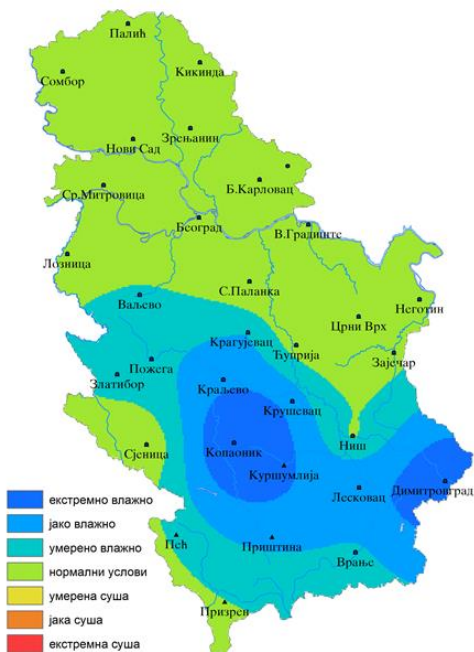 Палић
Сомбор
Кикинда
Зрењанин
Нови Сад
Ср.Митровица
Б.Карловац
Београд
В.Градиште
Лозница
С.Паланка
Ваљево
Неготин
Црни Врх
Крагујевац
Ћуприја
Зајечар
Пожега
Златибор
Краљево
Крушевац
Ниш
Сјеница
Копаоник
Куршумлија
Лесковац
Димитровград
Пећ
Приштина
Врање
Призрен
екстремно влажно
јако влажно
умерено влажно
нормални услови
умерена суша
јака суша
екстремна суша